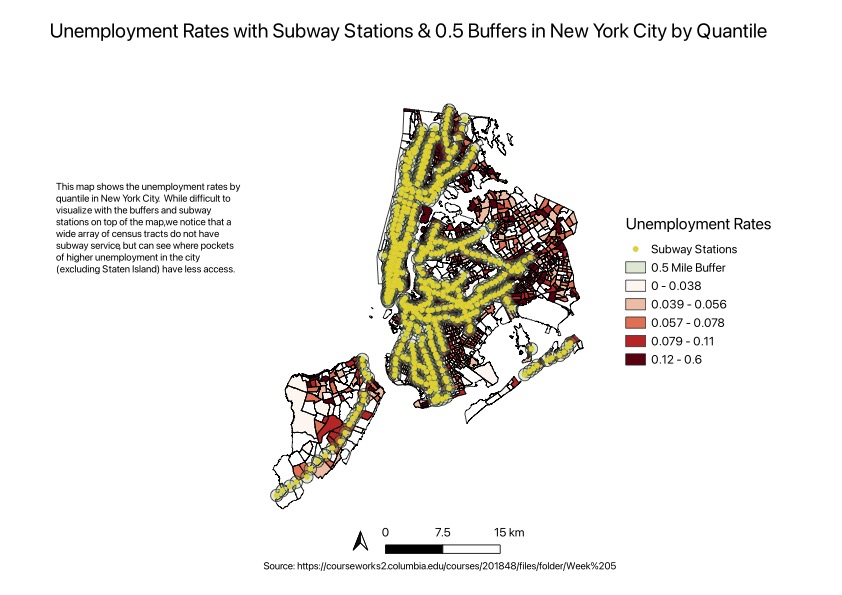 Unemployment Rates with Subway Stations & 0.5 Buffers in New York City by Quantile
This map shows the unemployment rates by
quantile in New York City. While difficult to
visualize with the buffers and subway
stations on top of the map,we notice that a
wide array of census tracts do not have
subway service, but can see where pockets
of higher unemployment in the city
(excluding Staten Island) have less access.
Unemployment Rates
Subway Stations
0.5 Mile Buffer
0 - 0.038
0.039 - 0.056
0.057 - 0.078
0.079 - 0.11
0.12 - 0.6
0 7.5 15 km
Source: https://courseworks2.columbia.edu/courses/201848/files/folder/Week%205